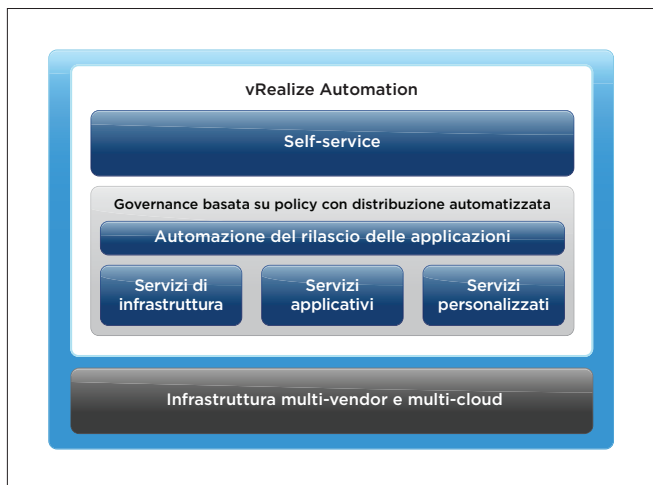 vRealize Automation
Self-service
Governance basata su policy con distribuzione automatizzata
Automazione del rilascio delle applicazioni
Servizi di
infrastruttura
Servizi
applicativi
Servizi
personalizzati
Infrastruttura multi-vendor e multi-cloud